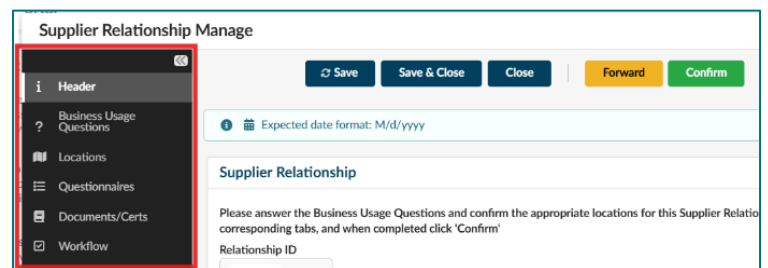 Supplier Relationship Manage
Save
Save & Close
Close
Forward
Confirm
Header
Business Usage
Questions
Locations
Questionnaires
Documents/Certs
Workflow
Expected date format: M/d/yyyy
Supplier Relationship
Please answer the Business Usage Questions and confirm the appropriate locations for this Supplier Relatio
corresponding tabs, and when completed click 'Confirm'
Relationship ID